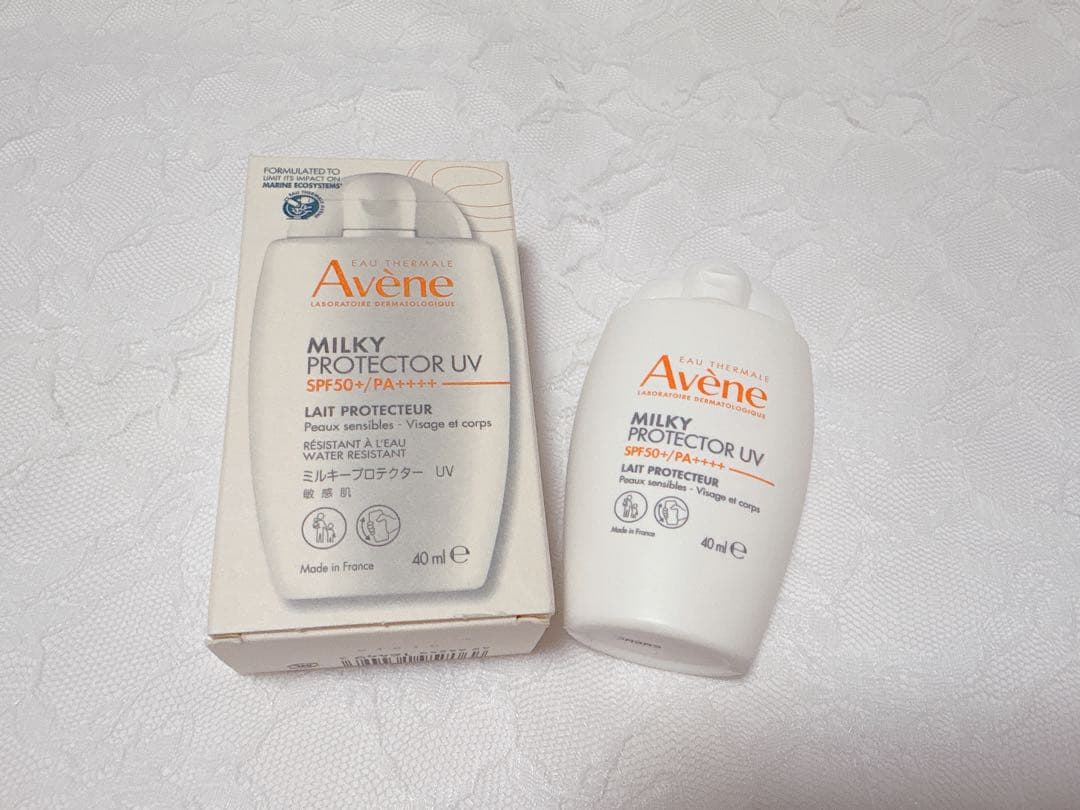 FORMULATED TO
LIMIT ITS IMPACT ON
MARINE ECOSYSTEMS*
EAU THERMALE
Avène
LABORATOIRE DERMATOLOGIQUE
MILKY
PROTECTOR UV
SPF50+/PA++++
LAIT PROTECTEUR
Peaux sensibles - Visage et corps
RÉSISTANT À L'EAU
WATER RESISTANT
ミルキープロテクター UV
敏感肌
40 ml e
Made in France
EAU THERMALE
Avène
LABORATOIRE DERMATOLOGIQUE
MILKY
PROTECTOR UV
SPF50+/PA++++
LAIT PROTECTEUR
Peaux sensibles - Visage et corps
Made in France
40 ml e